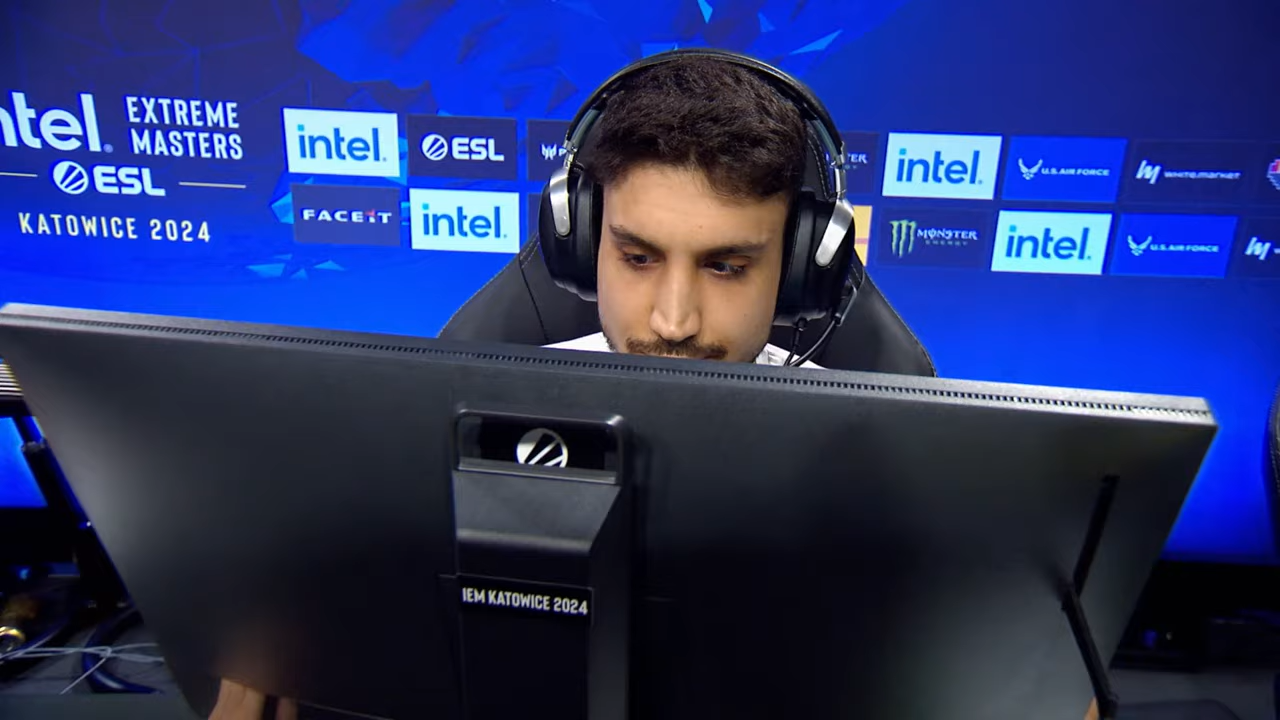 intel.
EXTREME
MASTERS
ESL
KATOWICE 2024
intel.
ESL
FACEIT
intel.
intel.
U.S. AIR FORCE
WHITE.MARKET
MONSTER
ENERGY
intel.
U.S. AIR FORCE
IEM KATOWICE 2024